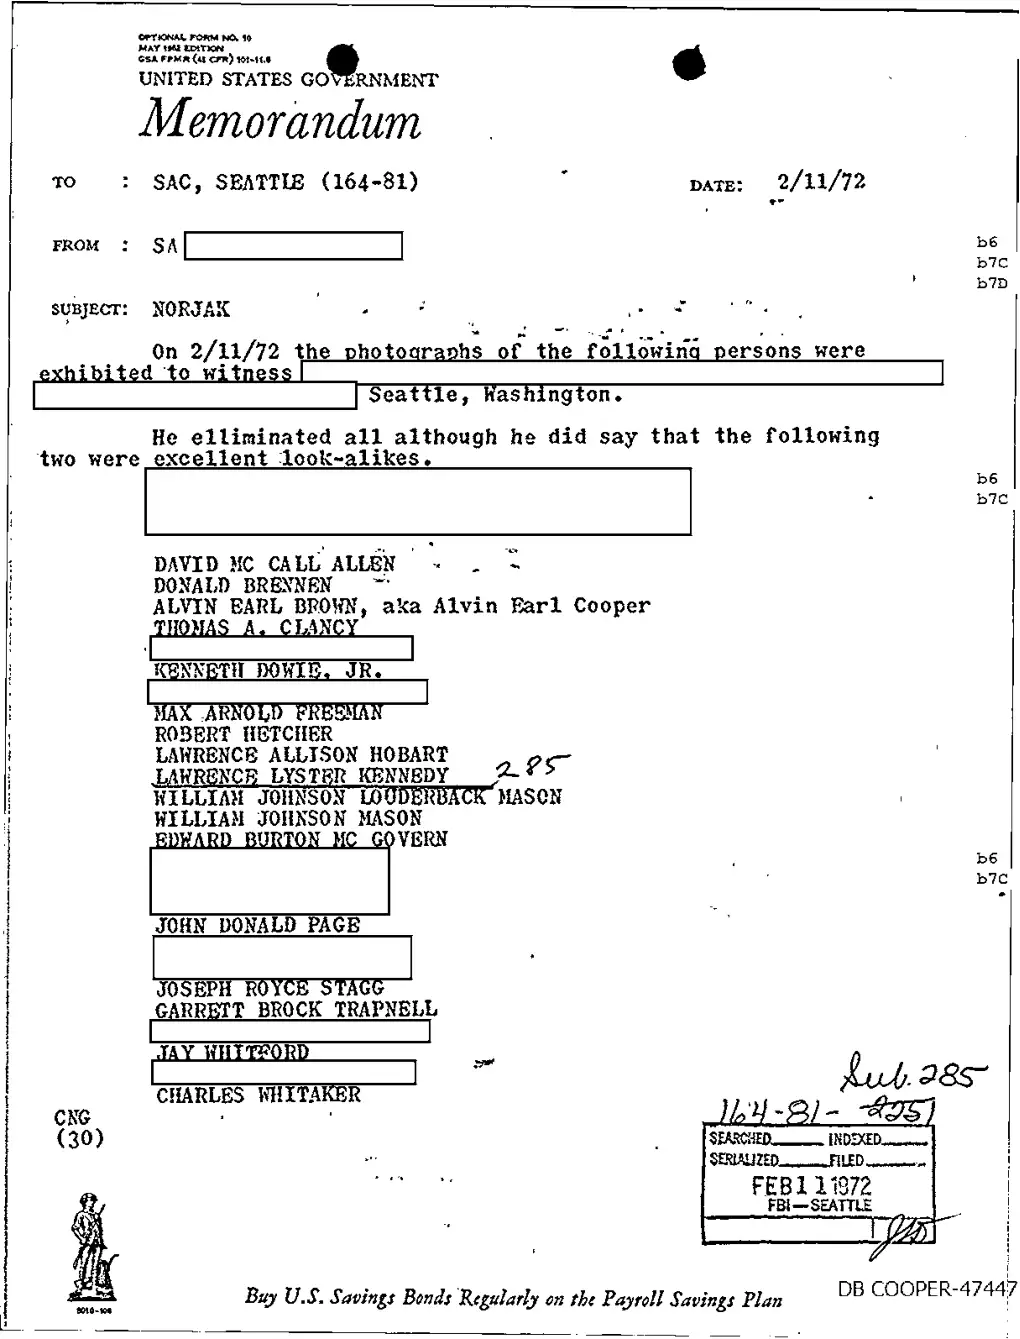 OPTIONAL FORM NO. 10
MAY 1962 EDITION
GSA FPMR (41 CFR) 101-11.6
UNITED STATES GOVERNMENT
Memorandum
TO : SAC, SEATTLE (164-81) DATE: 2/11/72
FROM : SA
b6
b7C
b7D
SUBJECT: NORJAK
On 2/11/72 the photographs of the following persons were
exhibited to witness
Seattle, Washington.
He elliminated all although he did say that the following
two were excellent look-alikes.
b6
b7C
DAVID MC CALL ALLEN
DONALD BREYNEN
ALVIN EARL BROWN, aka Alvin Earl Cooper
THOMAS A. CLANCY
KENNETH DOWIE, JR.
MAX ARNOLD FREEMAN
ROBERT HETCHER
LAWRENCE ALLISON HOBART
LAWRENCE LYSTER KENNEDY 285
WILLIAM JOHNSON LOUDERBACK MASON
WILLIAM JOHNSON MASON
EDWARD BURTON MC GOVERN
b6
b7C
JOHN DONALD PAGE
JOSEPH ROYCE STAGG
GARRETT BROCK TRAPNELL
JAY WHITFORD
CHARLES WHITAKER
CNG
(30)
Sub. 285
164-81-2251
SEARCHED INDEXED
SERIALIZED FILED
FEB 11 1972
FBI—SEATTLE
5010-108
Buy U.S. Savings Bonds Regularly on the Payroll Savings Plan
DB COOPER-47447